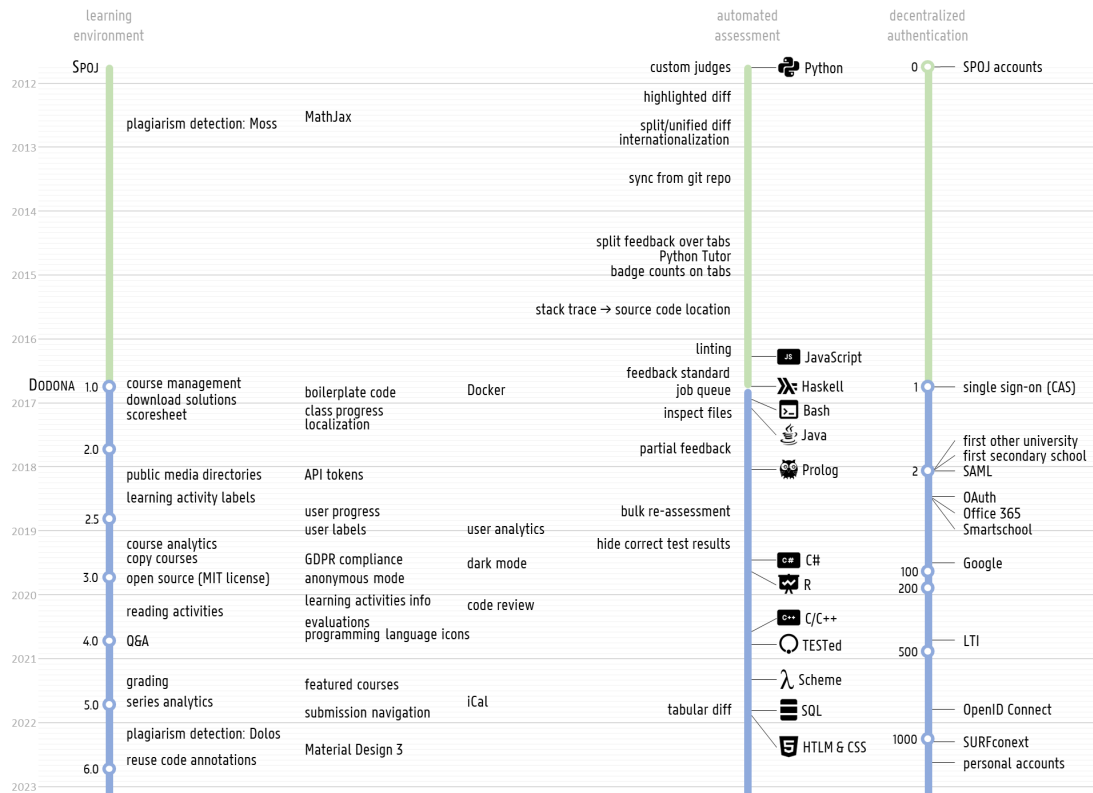 learning
environment
automated
assessment
decentralized
authentication
SPOJ
custom judges
Python
0
SPOJ accounts
2012
highlighted diff
MathJax
plagiarism detection: Moss
split/unified diff
internationalization
2013
sync from git repo
2014
split feedback over tabs
Python Tutor
badge counts on tabs
2015
stack trace → source code location
2016
linting
JS
JavaScript
feedback standard
DODONA
1.0
course management
download solutions
scoresheet
boilerplate code
class progress
localization
Docker
job queue
Haskell
1
single sign-on (CAS)
2017
inspect files
Bash
Java
2.0
partial feedback
first other university
first secondary school
2018
public media directories
API tokens
Prolog
2
SAML
learning activity labels
OAuth
Office 365
Smartschool
2.5
user progress
bulk re-assessment
2019
user labels
user analytics
course analytics
copy courses
hide correct test results
GDPR compliance
dark mode
C#
C#
Google
3.0
open source (MIT license)
anonymous mode
R
100
200
2020
learning activities info
code review
reading activities
evaluations
programming language icons
C++
C/C++
4.0
Q&A
TESTed
LTI
500
2021
grading
featured courses
Scheme
5.0
series analytics
iCal
submission navigation
tabular diff
SQL
OpenID Connect
2022
plagiarism detection: Dolos
Material Design 3
5
HTLM & CSS
1000
SURFconext
reuse code annotations
personal accounts
6.0
2023